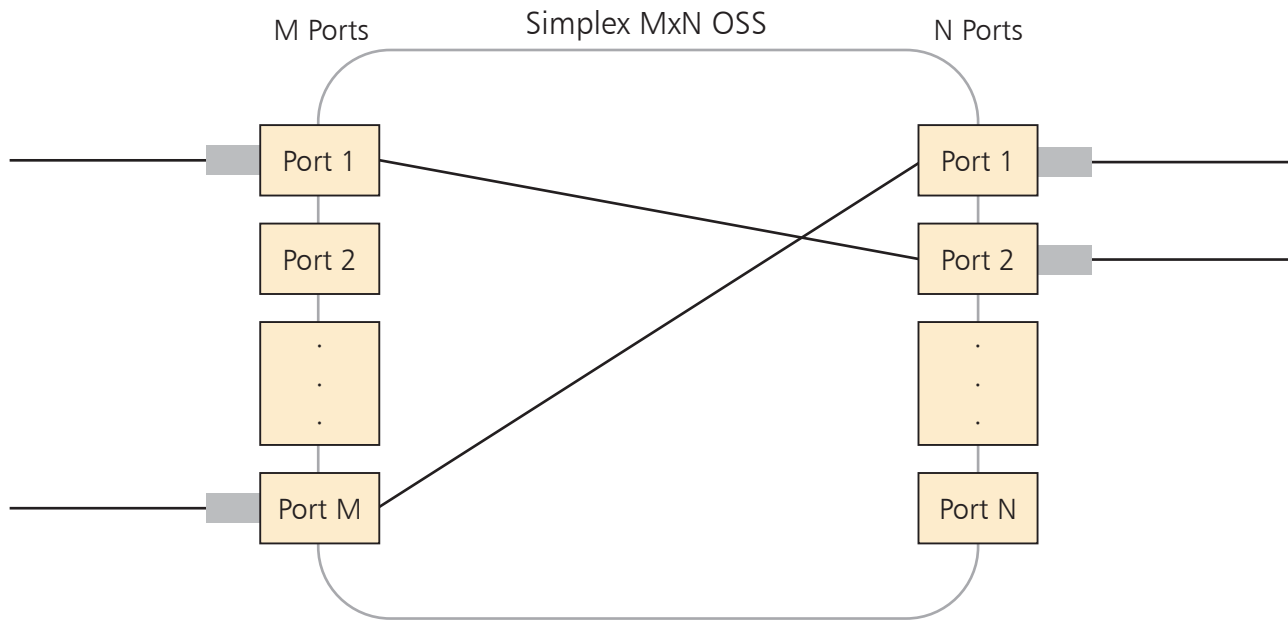 Simplex MxN OSS
M Ports
N Ports
Port 1
Port 1
Port 2
Port 2
.
.
.
.
.
.
Port M
Port N